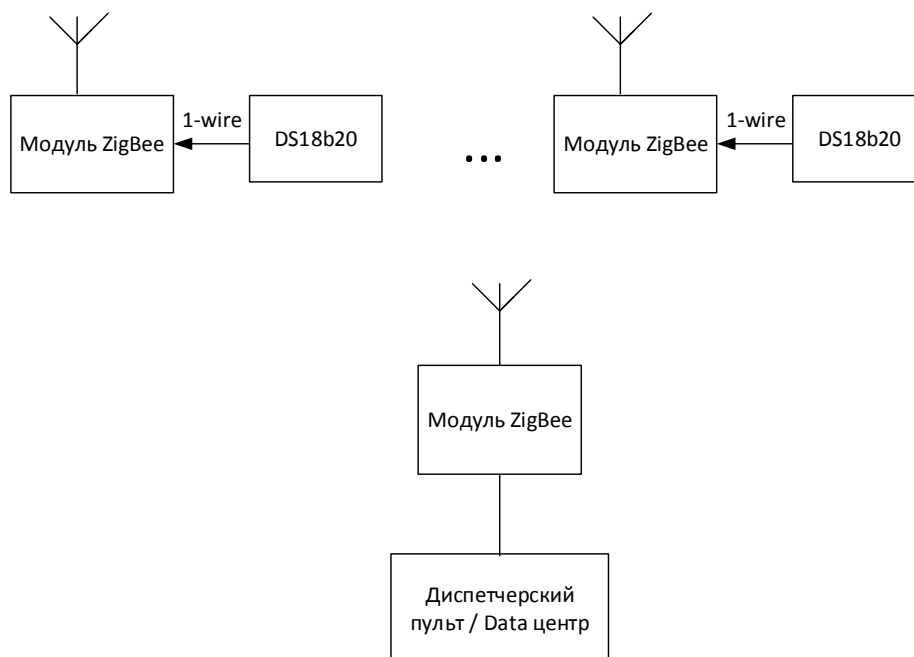 Модуль ZigBee
1-wire
DS18b20
...
Модуль ZigBee
1-wire
DS18b20
Модуль ZigBee
Диспетчерский
пульт / Data центр